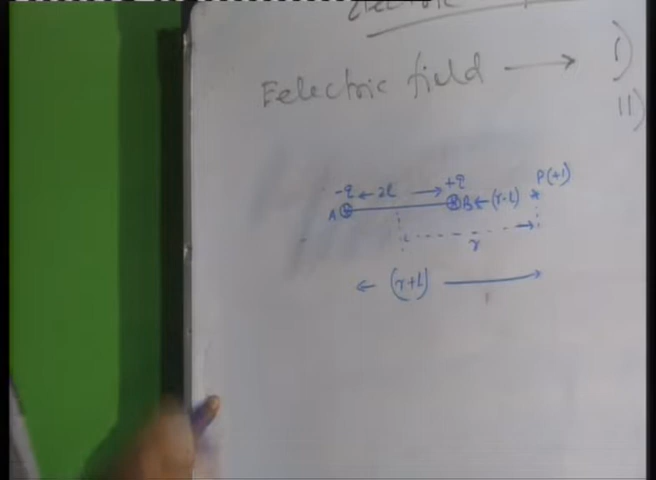 Eelectric field → I)
II)
-q ← 2l → +q P(+1)
A B ← (r-l)
r
← (r+l) →